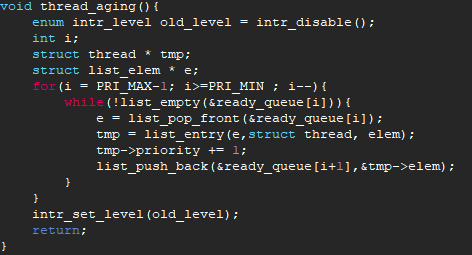 void thread_aging(){
    enum intr_level old_level = intr_disable();
    int i;
    struct thread * tmp;
    struct list_elem * e;
    for(i = PRI_MAX-1; i>=PRI_MIN ; i--){
        while(!list_empty(&ready_queue[i])){
            e = list_pop_front(&ready_queue[i]);
            tmp = list_entry(e,struct thread, elem);
            tmp->priority += 1;
            list_push_back(&ready_queue[i+1],&tmp->elem);
        }
    }
    intr_set_level(old_level);
    return;
}